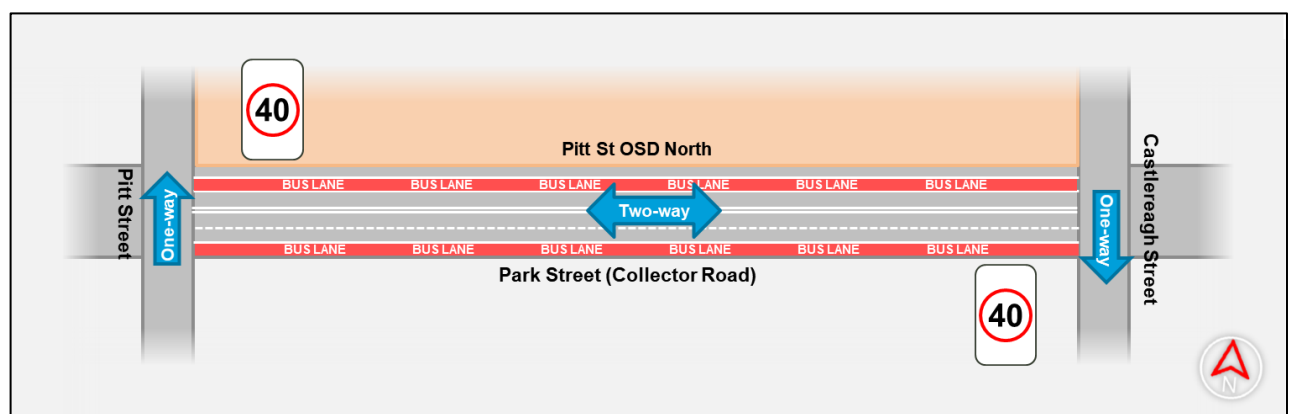 40
Pitt St OSD North
Pitt Street
One-way
BUS LANE BUS LANE BUS LANE BUS LANE BUS LANE BUS LANE
Two-way
BUS LANE BUS LANE BUS LANE BUS LANE BUS LANE BUS LANE
One-way
Castlereagh Street
Park Street (Collector Road)
40
N